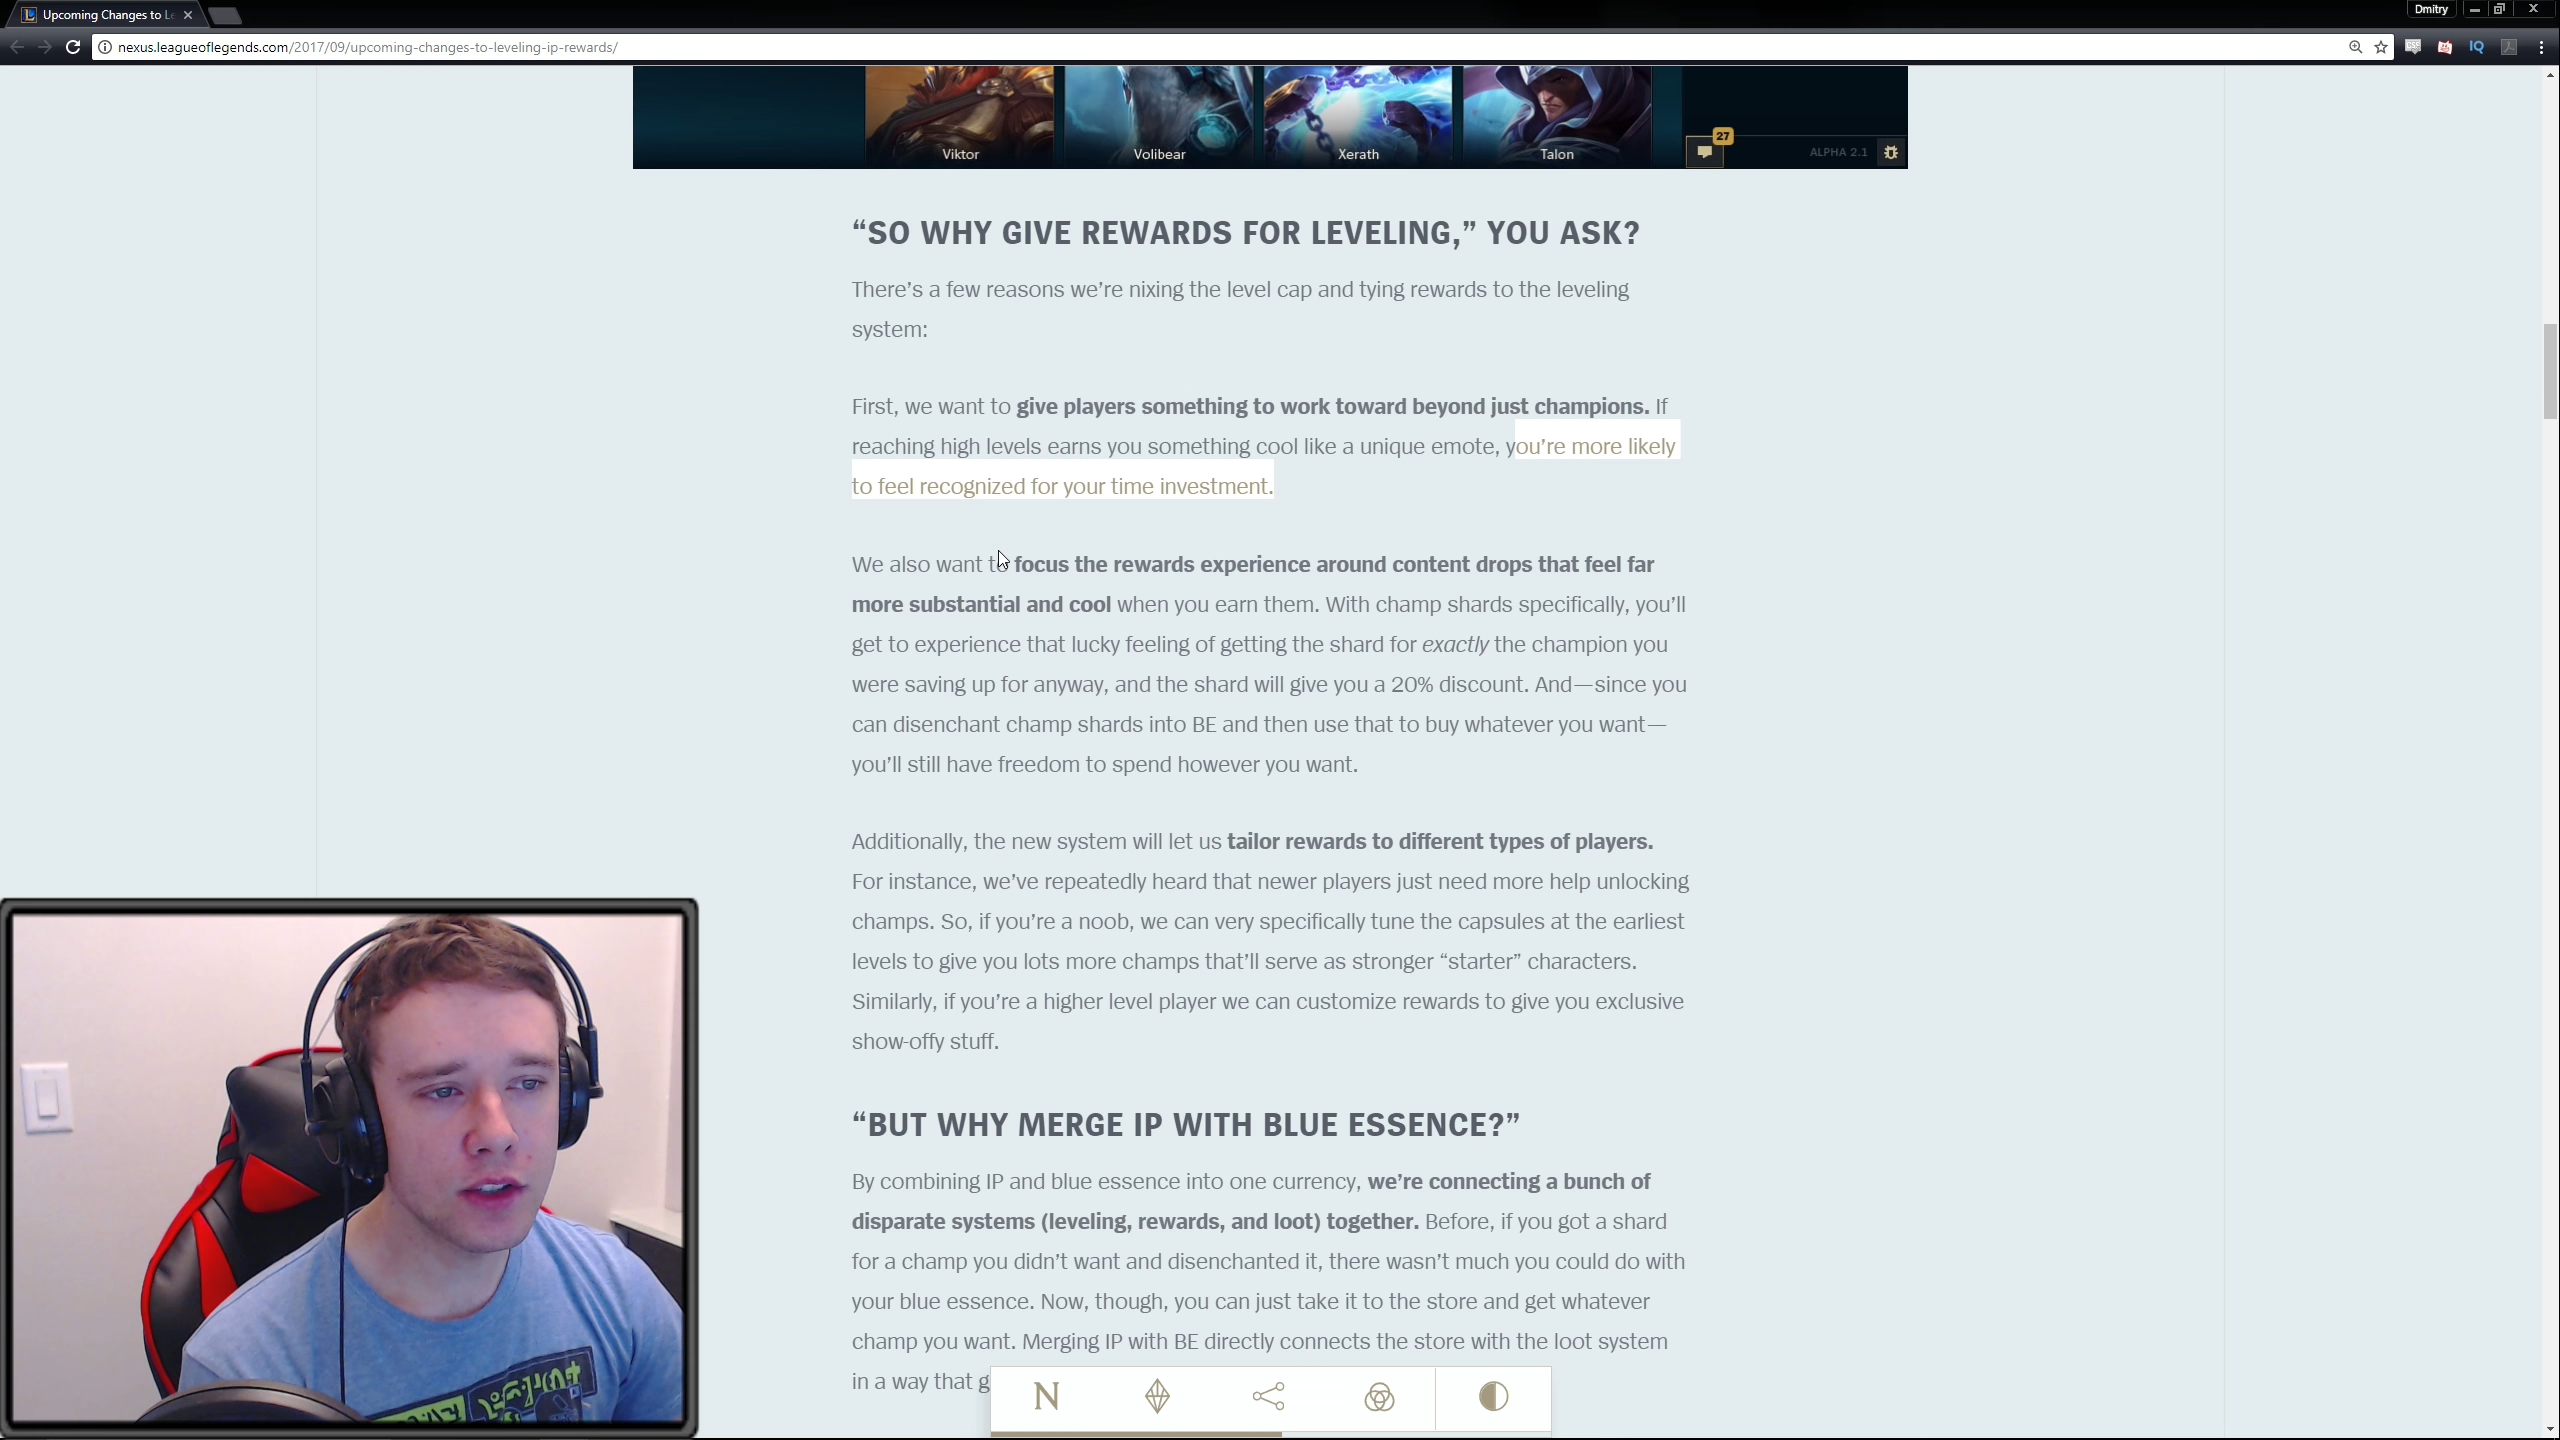 Upcoming Changes to Le
Dmitry
nexus.leagueoflegends.com/2017/09/upcoming-changes-to-leveling-ip-rewards/
IQ
Viktor
Volibear
Xerath
Talon
27
ALPHA 2.1
“SO WHY GIVE REWARDS FOR LEVELING,” YOU ASK?
There’s a few reasons we’re nixing the level cap and tying rewards to the leveling
system:
First, we want to give players something to work toward beyond just champions. If
reaching high levels earns you something cool like a unique emote, you’re more likely
to feel recognized for your time investment.
We also want to focus the rewards experience around content drops that feel far
more substantial and cool when you earn them. With champ shards specifically, you’ll
get to experience that lucky feeling of getting the shard for exactly the champion you
were saving up for anyway, and the shard will give you a 20% discount. And—since you
can disenchant champ shards into BE and then use that to buy whatever you want—
you’ll still have freedom to spend however you want.
Additionally, the new system will let us tailor rewards to different types of players.
For instance, we’ve repeatedly heard that newer players just need more help unlocking
champs. So, if you’re a noob, we can very specifically tune the capsules at the earliest
levels to give you lots more champs that’ll serve as stronger “starter” characters.
Similarly, if you’re a higher level player we can customize rewards to give you exclusive
show-offy stuff.
“BUT WHY MERGE IP WITH BLUE ESSENCE?”
By combining IP and blue essence into one currency, we’re connecting a bunch of
disparate systems (leveling, rewards, and loot) together. Before, if you got a shard
for a champ you didn’t want and disenchanted it, there wasn’t much you could do with
your blue essence. Now, though, you can just take it to the store and get whatever
champ you want. Merging IP with BE directly connects the store with the loot system
in a way that g
N